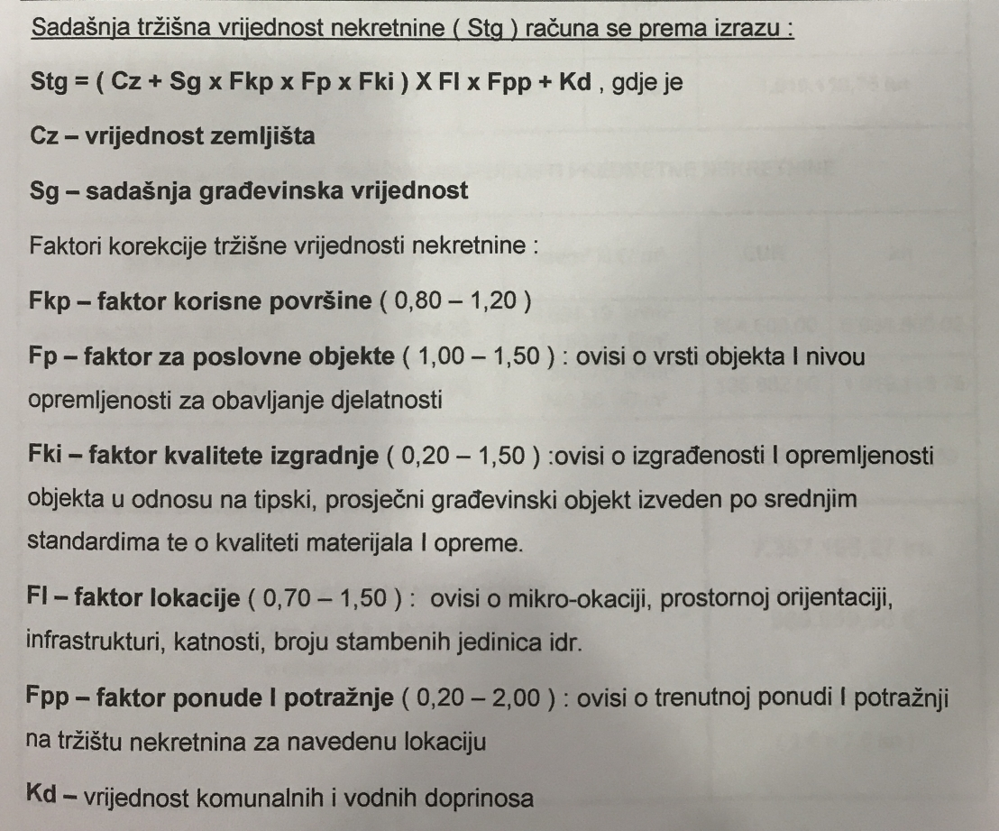 Sadašnja tržišna vrijednost nekretnine ( Stg ) računa se prema izrazu :
Stg = ( Cz + Sg x Fkp x Fp x Fki ) X Fl x Fpp + Kd , gdje je
Cz – vrijednost zemljišta
Sg – sadašnja građevinska vrijednost
Faktori korekcije tržišne vrijednosti nekretnine :
Fkp – faktor korisne površine ( 0,80 – 1,20 )
Fp – faktor za poslovne objekte ( 1,00 – 1,50 ) : ovisi o vrsti objekta I nivou
opremljenosti za obavljanje djelatnosti
Fki – faktor kvalitete izgradnje ( 0,20 – 1,50 ) :ovisi o izgrađenosti I opremljenosti
objekta u odnosu na tipski, prosječni građevinski objekt izveden po srednjim
standardima te o kvaliteti materijala I opreme.
Fl – faktor lokacije ( 0,70 – 1,50 ) : ovisi o mikro-okaciji, prostornoj orijentaciji,
infrastrukturi, katnosti, broju stambenih jedinica idr.
Fpp – faktor ponude I potražnje ( 0,20 – 2,00 ) : ovisi o trenutnoj ponudi I potražnji
na tržištu nekretnina za navedenu lokaciju
Kd – vrijednost komunalnih i vodnih doprinosa